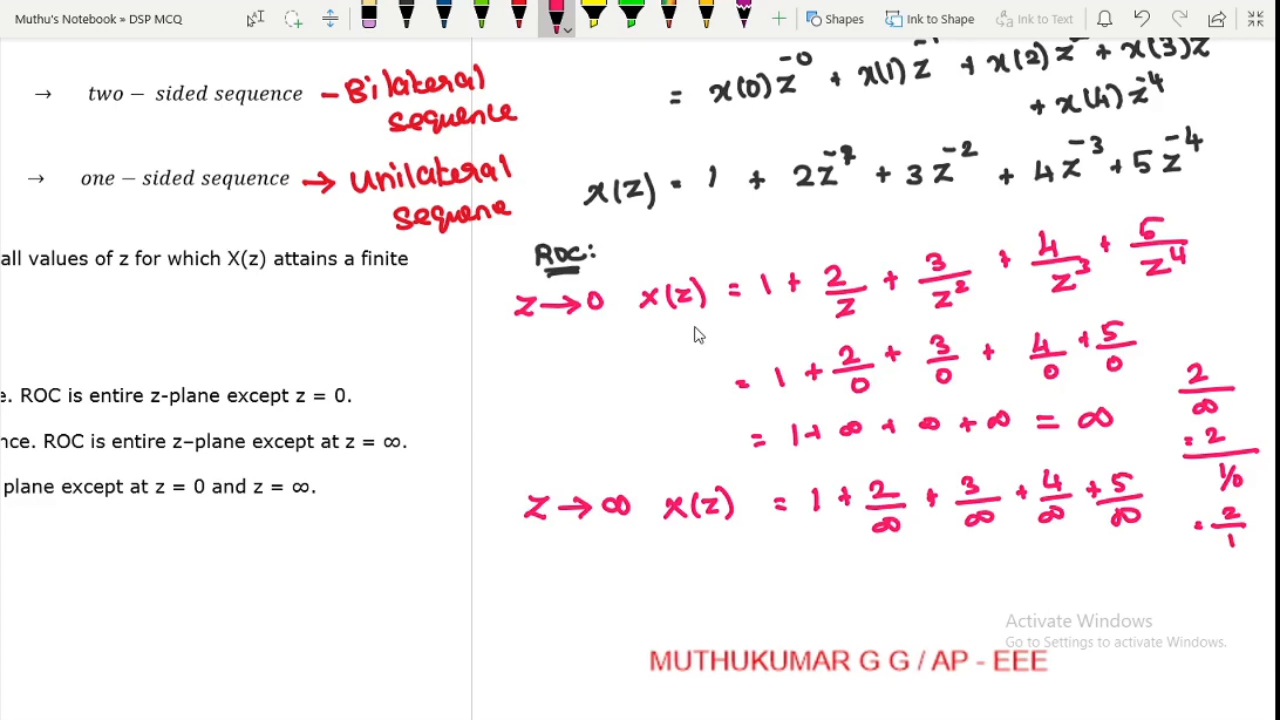 Muthu's Notebook » DSP MCQ
Shapes
Ink to Shape
Ink to Text
→ two − sided sequence – Bilateral
sequence
→ one − sided sequence → Unilateral
sequence
all values of z for which X(z) attains a finite
e. ROC is entire z-plane except z = 0.
nce. ROC is entire z−plane except at z = ∞.
plane except at z = 0 and z = ∞.
= x(0) z^-0 + x(1) z^-1 + x(2) z + x(3) z
+ x(4) z^-4
x(z) = 1 + 2z + 3z^-2 + 4z^-3 + 5z^-4
ROC:
z → 0 x(z) = 1 + 2/z + 3/z^2 + 4/z^3 + 5/z^4
= 1 + 2/0 + 3/0 + 4/0 + 5/0
= 1 + ∞ + ∞ + ∞ = ∞
z → ∞ x(z) = 1 + 2/∞ + 3/∞ + 4/∞ + 5/∞
2/∞
= 2
1/0
= 2/1
Activate Windows
Go to Settings to activate Windows.
MUTHUKUMAR G G / AP - EEE